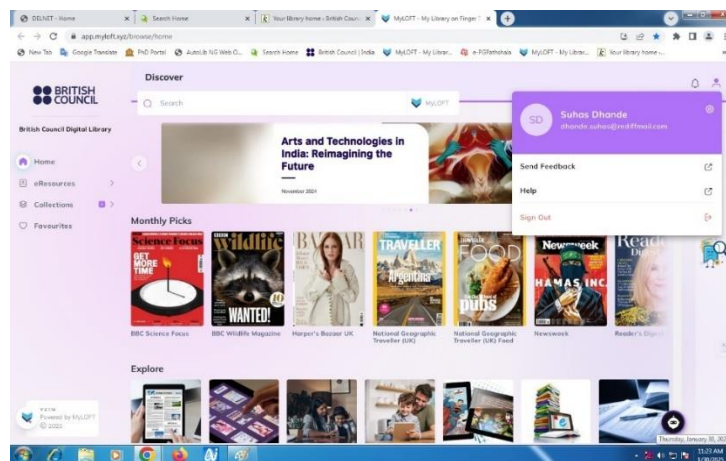 DELNET - Home
Search Home
Your library home - British Coun
MyLOFT - My Library on Finger T
app.myloft.xyz/browse/home
New Tab
Google Translate
PhD Portal
AutoLib NG Web O...
Search Home
British Council | India
MyLOFT - My Librar...
e-PGPathshala
MyLOFT - My Librar...
Your library home -...
BRITISH
COUNCIL
British Council Digital Library
Home
eResources
Collections
Favourites
Powered by MyLOFT
© 2025
Discover
Search
MyLOFT
SD
Suhas Dhande
dhande.suhas@rediffmail.com
Send Feedback
Help
Sign Out
Arts and Technologies in
India: Reimagining the
Future
November 2024
Monthly Picks
Science Focus
GET
MORE
TIME
Wildlife
WANTED!
BAZAAR
TRAVELLER
Argentina
FOOD
pubs
Newsweek
HAMAS, INC.
BBC Science Focus
BBC Wildlife Magazine
Harper's Bazaar UK
National Geographic
Traveller (UK)
National Geographic
Traveller (UK) Food
Newsweek
Reader's Digest
Explore
Thursday, January 30, 202
11:23 AM
1/30/2025